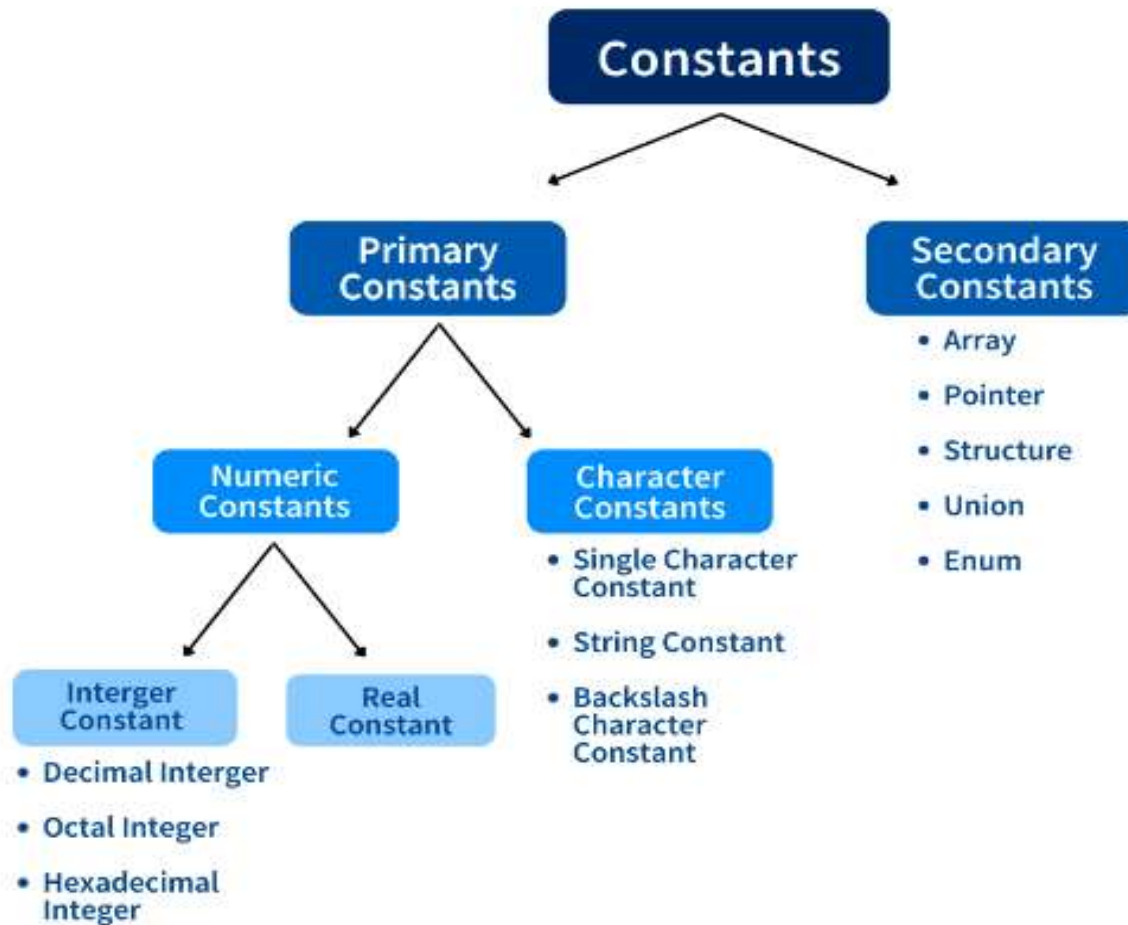 Constants
Primary
Constants
Secondary
Constants
• Array
• Pointer
• Structure
• Union
• Enum
Numeric
Constants
Character
Constants
• Single Character
Constant
• String Constant
• Backslash
Character
Constant
Interger
Constant
Real
Constant
• Decimal Interger
• Octal Integer
• Hexadecimal
Integer